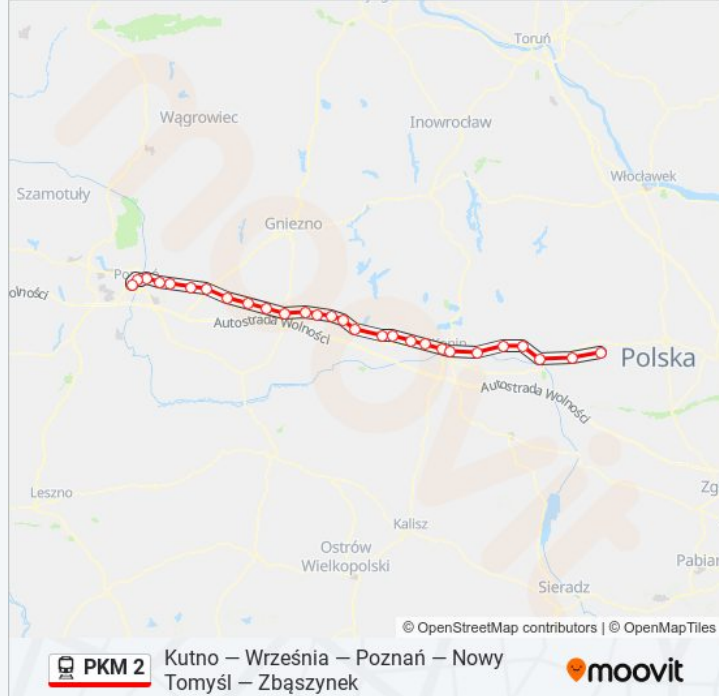 Toruń
Wągrowiec
Inowrocław
Włocławek
Szamotuły
Gniezno
olności
Autostrada Wolności
Polska
Autostrada Wolności
Leszno
Zg
Kalisz
Ostrów
Wielkopolski
Pabian
Sieradz
moovit
© OpenStreetMap contributors | © OpenMapTiles
PKM 2
Kutno — Września — Poznań — Nowy
Tomyśl — Zbąszynek
moovit